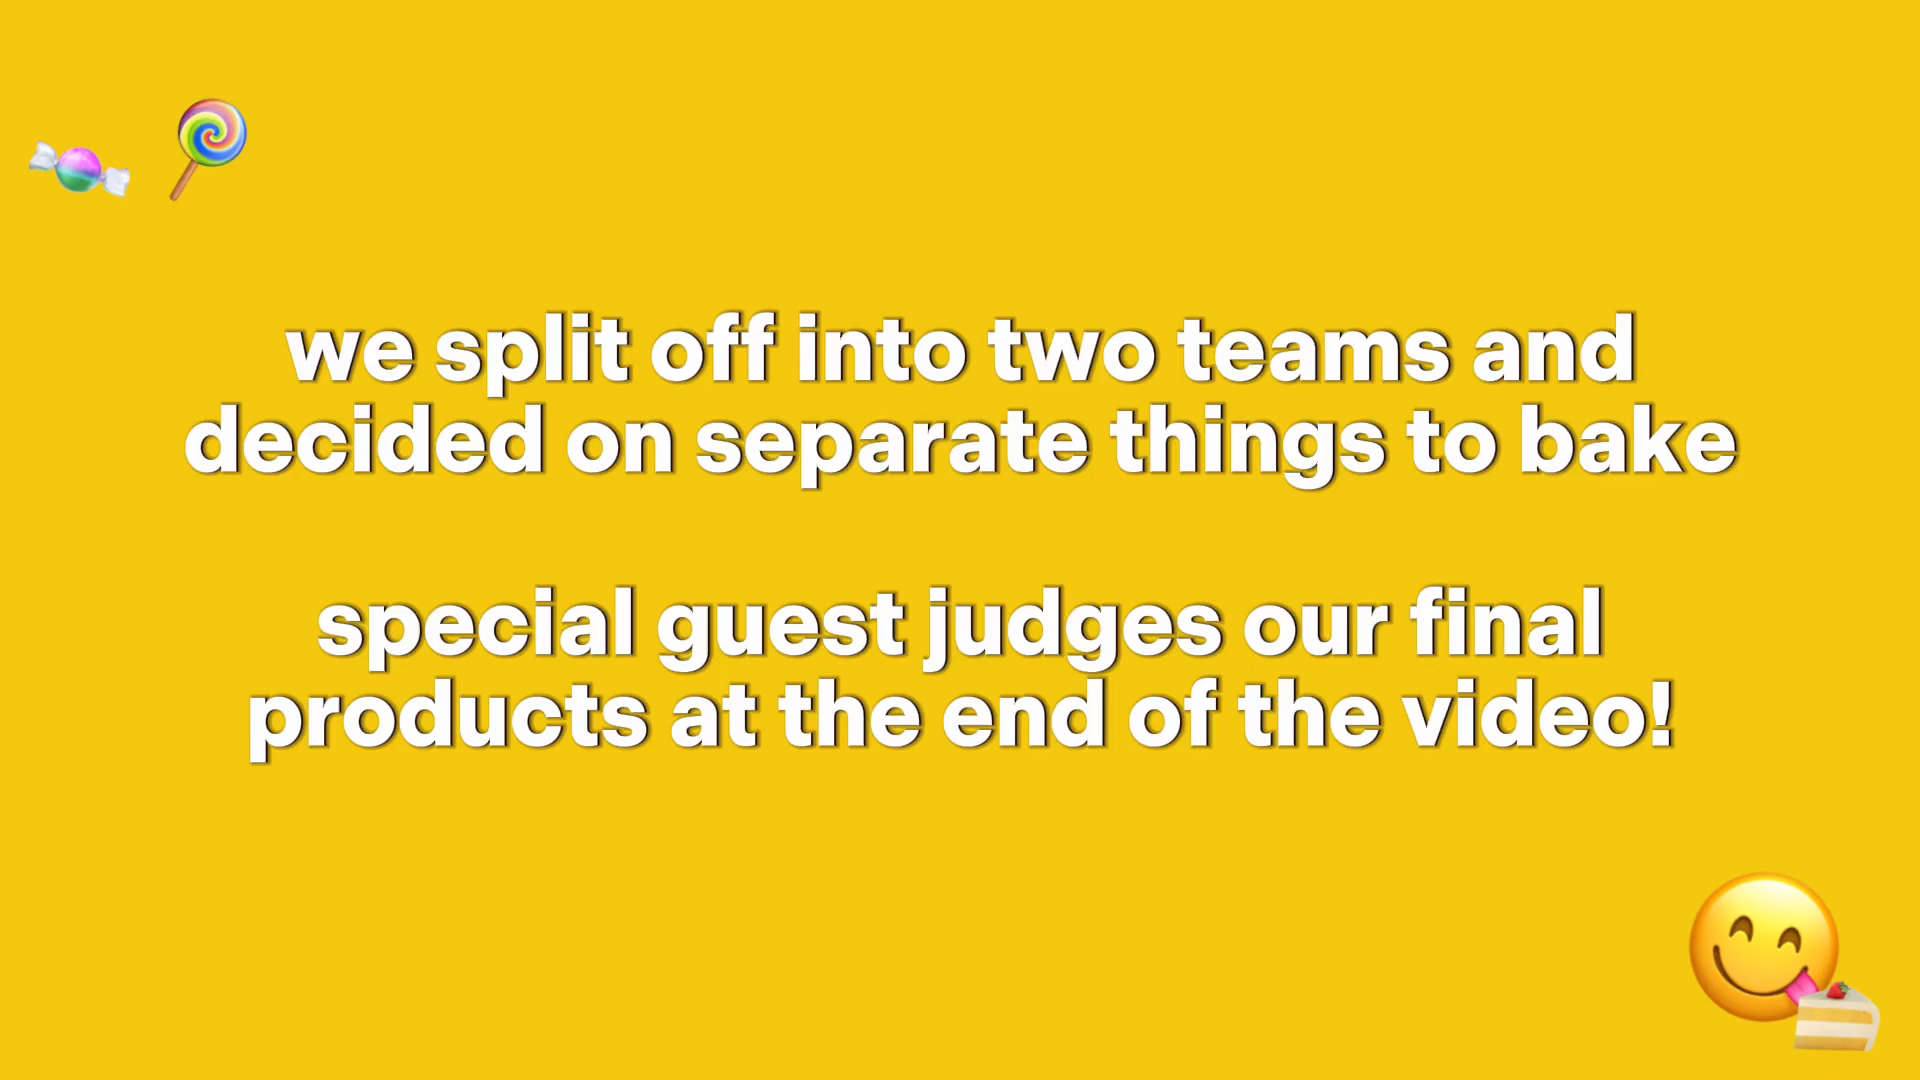 we split off into two teams and
decided on separate things to bake
special guest judges our final
products at the end of the video!